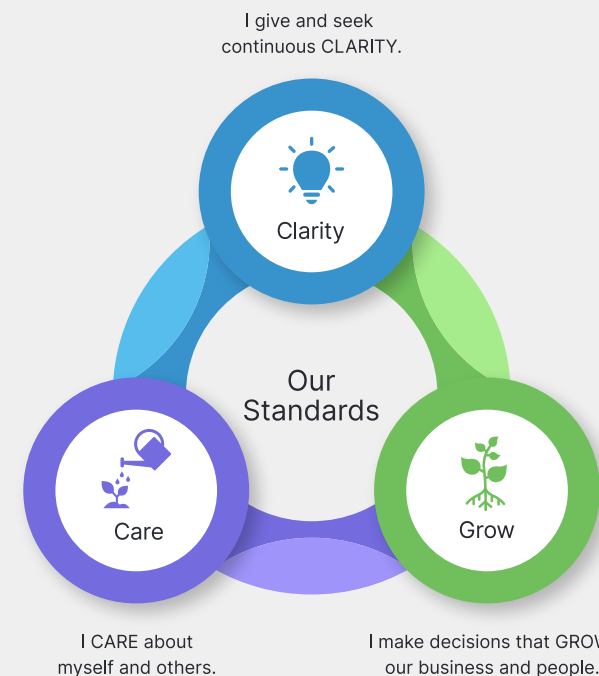 I give and seek
continuous CLARITY.
Clarity
Our
Standards
Care
Grow
I CARE about
myself and others.
I make decisions that
our business and people.